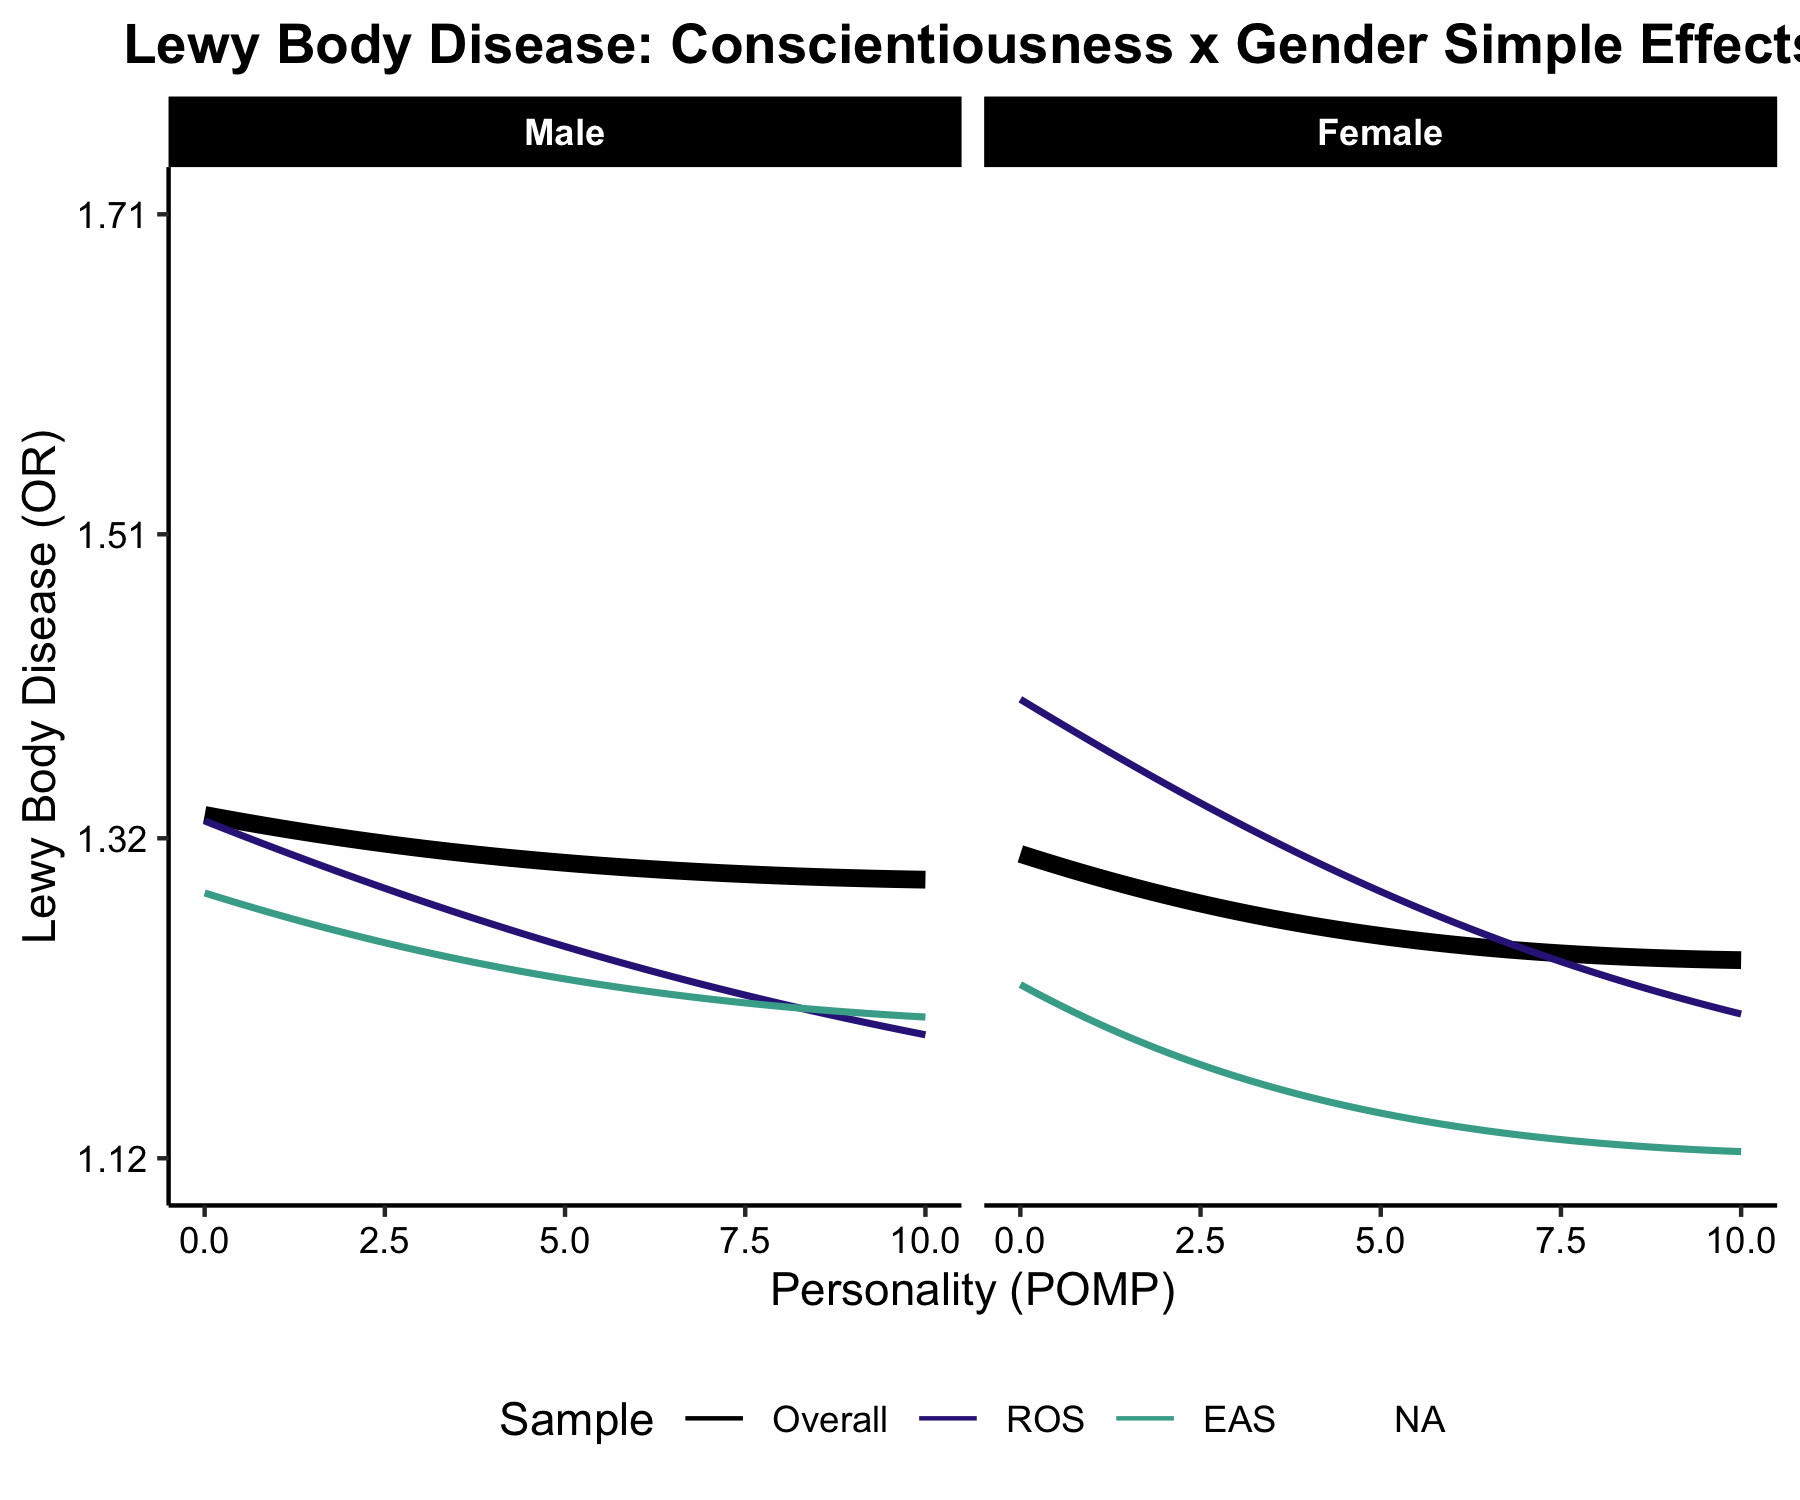 Lewy Body Disease: Conscientiousness x Gender Simple Effects
Male
Female
Lewy Body Disease (OR)
1.71
1.51
1.32
1.12
0.0 2.5 5.0 7.5 10.0
0.0 2.5 5.0 7.5 10.0
Personality (POMP)
Sample Overall ROS EAS NA